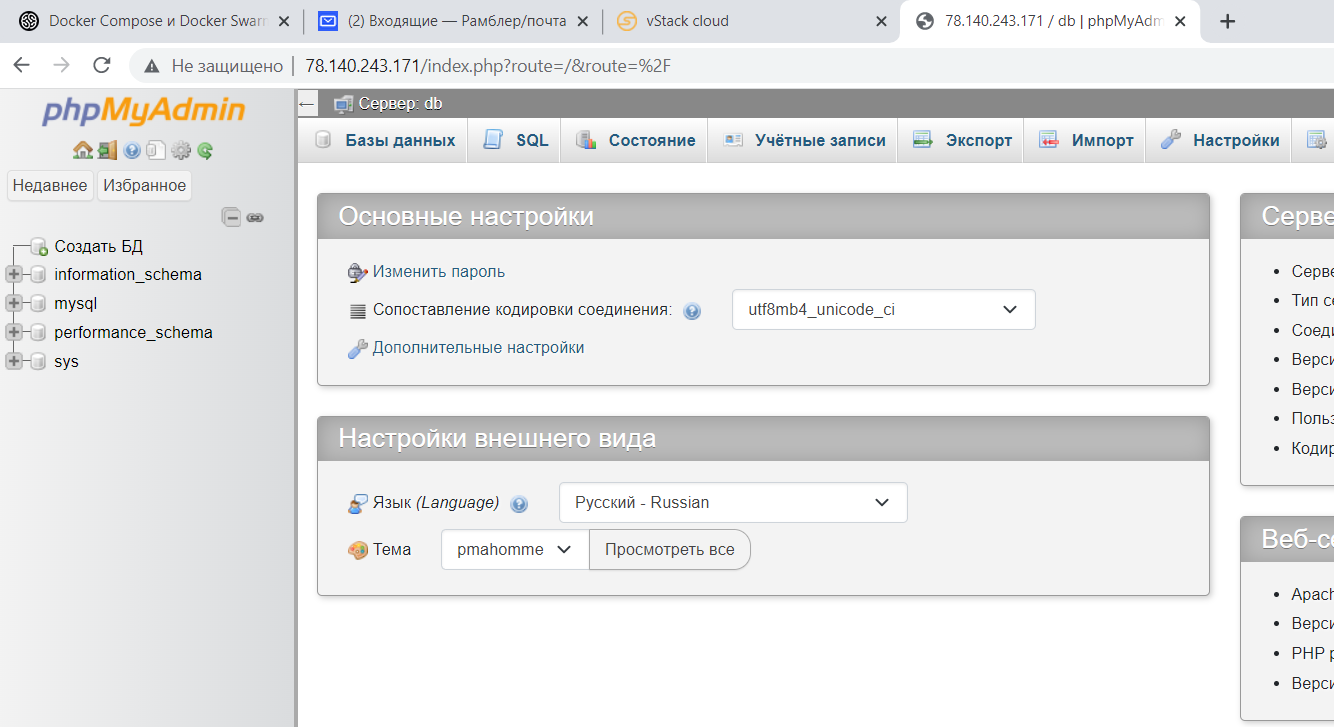 Docker Compose и Docker Swarm
(2) Входящие — Рамблер/почта
vStack cloud
78.140.243.171 / db | phpMyAdm
Не защищено
78.140.243.171/index.php?route=/&route=%2F
phpMyAdmin
Недавнее
Избранное
Создать БД
information_schema
mysql
performance_schema
sys
Сервер: db
Базы данных
SQL
Состояние
Учётные записи
Экспорт
Импорт
Настройки
Основные настройки
Изменить пароль
Сопоставление кодировки соединения:
utf8mb4_unicode_ci
Дополнительные настройки
Настройки внешнего вида
Язык (Language)
Русский - Russian
Тема
pmahomme
Просмотреть все
Серве
Серве
Тип се
Соеди
Верси
Верси
Польз
Кодир
Веб-се
Apach
Верси
PHP р
Верси